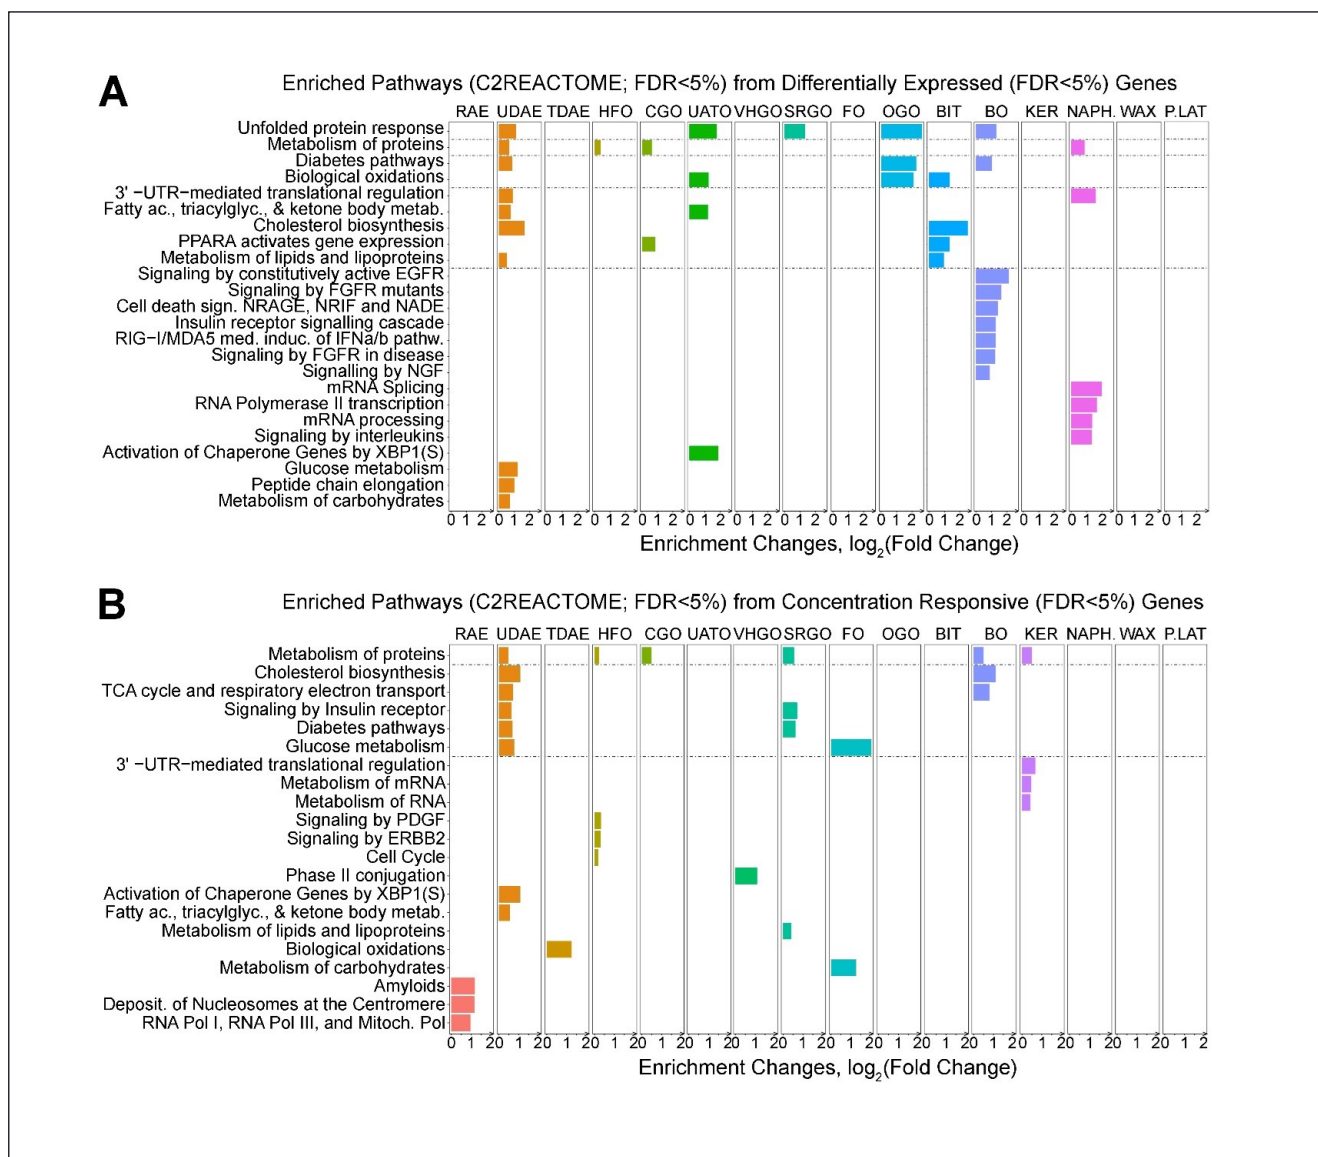 A
Enriched Pathways (C2REACTOME; FDR<5%) from Differentially Expressed (FDR<5%) Genes
RAE UDAE TDAE HFO CGO UATO VHGO SRGO FO OGO BIT BO KER NAPH. WAX P.LAT
Unfolded protein response
Metabolism of proteins
Diabetes pathways
Biological oxidations
3' −UTR−mediated translational regulation
Fatty ac., triacylglyc., & ketone body metab.
Cholesterol biosynthesis
PPARA activates gene expression
Metabolism of lipids and lipoproteins
Signaling by constitutively active EGFR
Signaling by FGFR mutants
Cell death sign. NRAGE, NRIF and NADE
Insulin receptor signalling cascade
RIG−I/MDA5 med. induc. of IFNa/b pathw.
Signaling by FGFR in disease
Signalling by NGF
mRNA Splicing
RNA Polymerase II transcription
mRNA processing
Signaling by interleukins
Activation of Chaperone Genes by XBP1(S)
Glucose metabolism
Peptide chain elongation
Metabolism of carbohydrates
0 1 2 0 1 2 0 1 2 0 1 2 0 1 2 0 1 2 0 1 2 0 1 2 0 1 2 0 1 2 0 1 2 0 1 2 0 1 2 0 1 2 0 1 2 0 1 2
Enrichment Changes, log2(Fold Change)
B
Enriched Pathways (C2REACTOME; FDR<5%) from Concentration Responsive (FDR<5%) Genes
RAE UDAE TDAE HFO CGO UATO VHGO SRGO FO OGO BIT BO KER NAPH. WAX P.LAT
Metabolism of proteins
Cholesterol biosynthesis
TCA cycle and respiratory electron transport
Signaling by Insulin receptor
Diabetes pathways
Glucose metabolism
3' −UTR−mediated translational regulation
Metabolism of mRNA
Metabolism of RNA
Signaling by PDGF
Signaling by ERBB2
Cell Cycle
Phase II conjugation
Activation of Chaperone Genes by XBP1(S)
Fatty ac., triacylglyc., & ketone body metab.
Metabolism of lipids and lipoproteins
Biological oxidations
Metabolism of carbohydrates
Amyloids
Deposit. of Nucleosomes at the Centromere
RNA Pol I, RNA Pol III, and Mitoch. Pol
0 1 20 1 20 1 20 1 20 1 20 1 20 1 20 1 20 1 20 1 20 1 20 1 20 1 20 1 20 1 20 1 2
Enrichment Changes, log2(Fold Change)